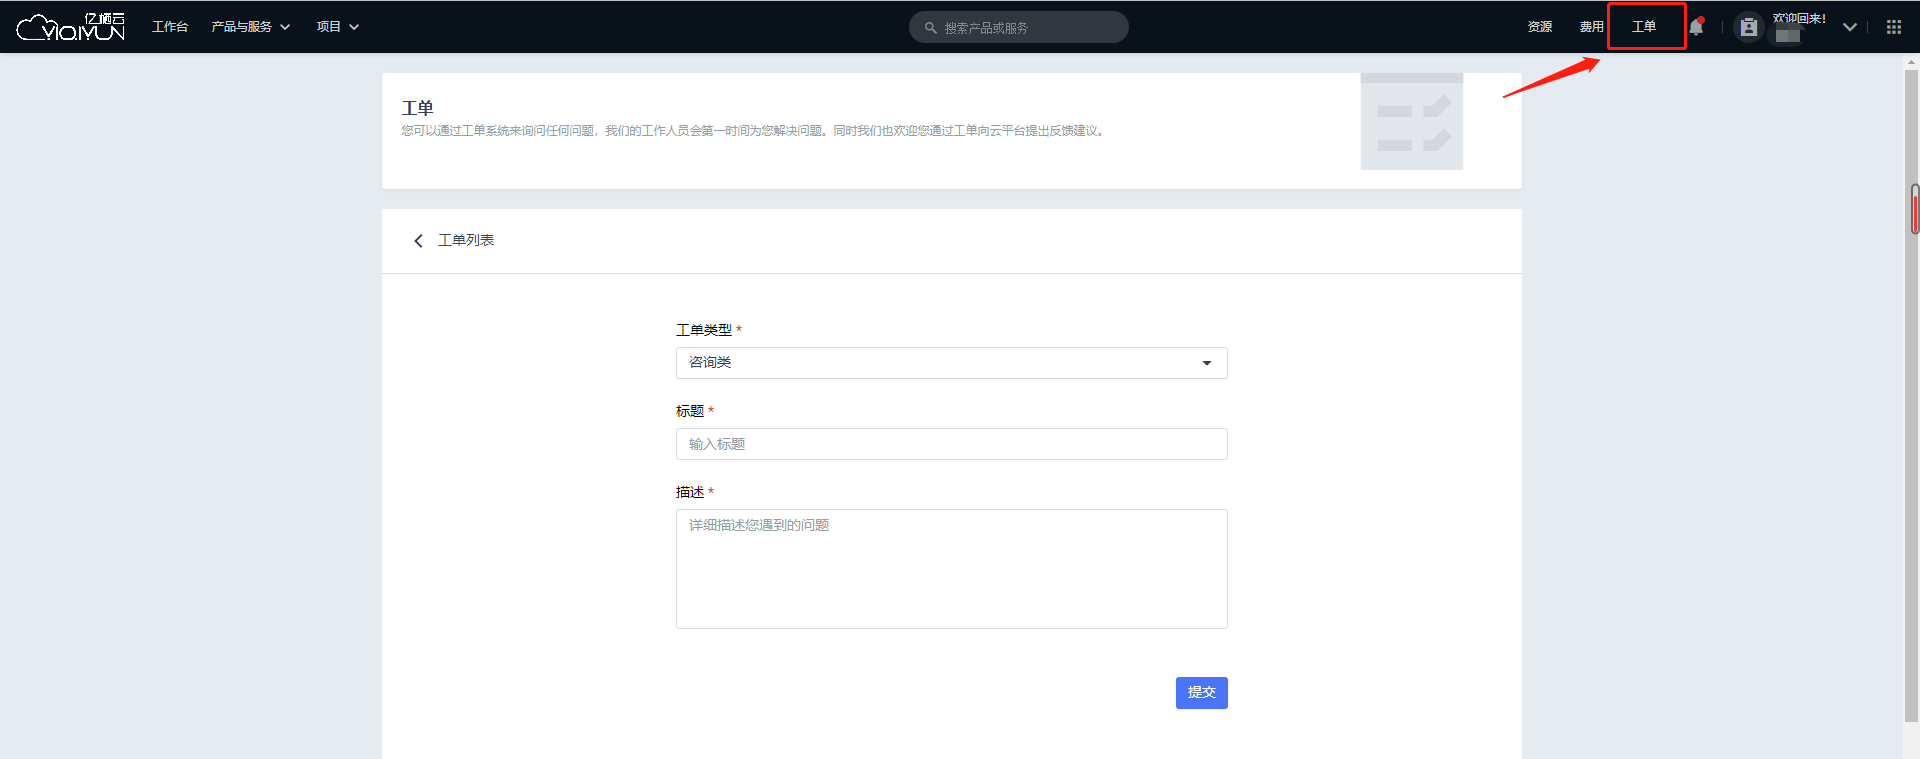 亿栖云
YIQIYUN
工作台 产品与服务 项目 搜索产品或服务 资源 费用 工单 欢迎回来!
工单
您可以通过工单系统来询问任何问题，我们的工作人员会第一时间为您解决问题。同时我们也欢迎您通过工单向云平台提出反馈建议。
工单列表
工单类型 *
咨询类
标题 *
输入标题
描述 *
详细描述您遇到的问题
提交